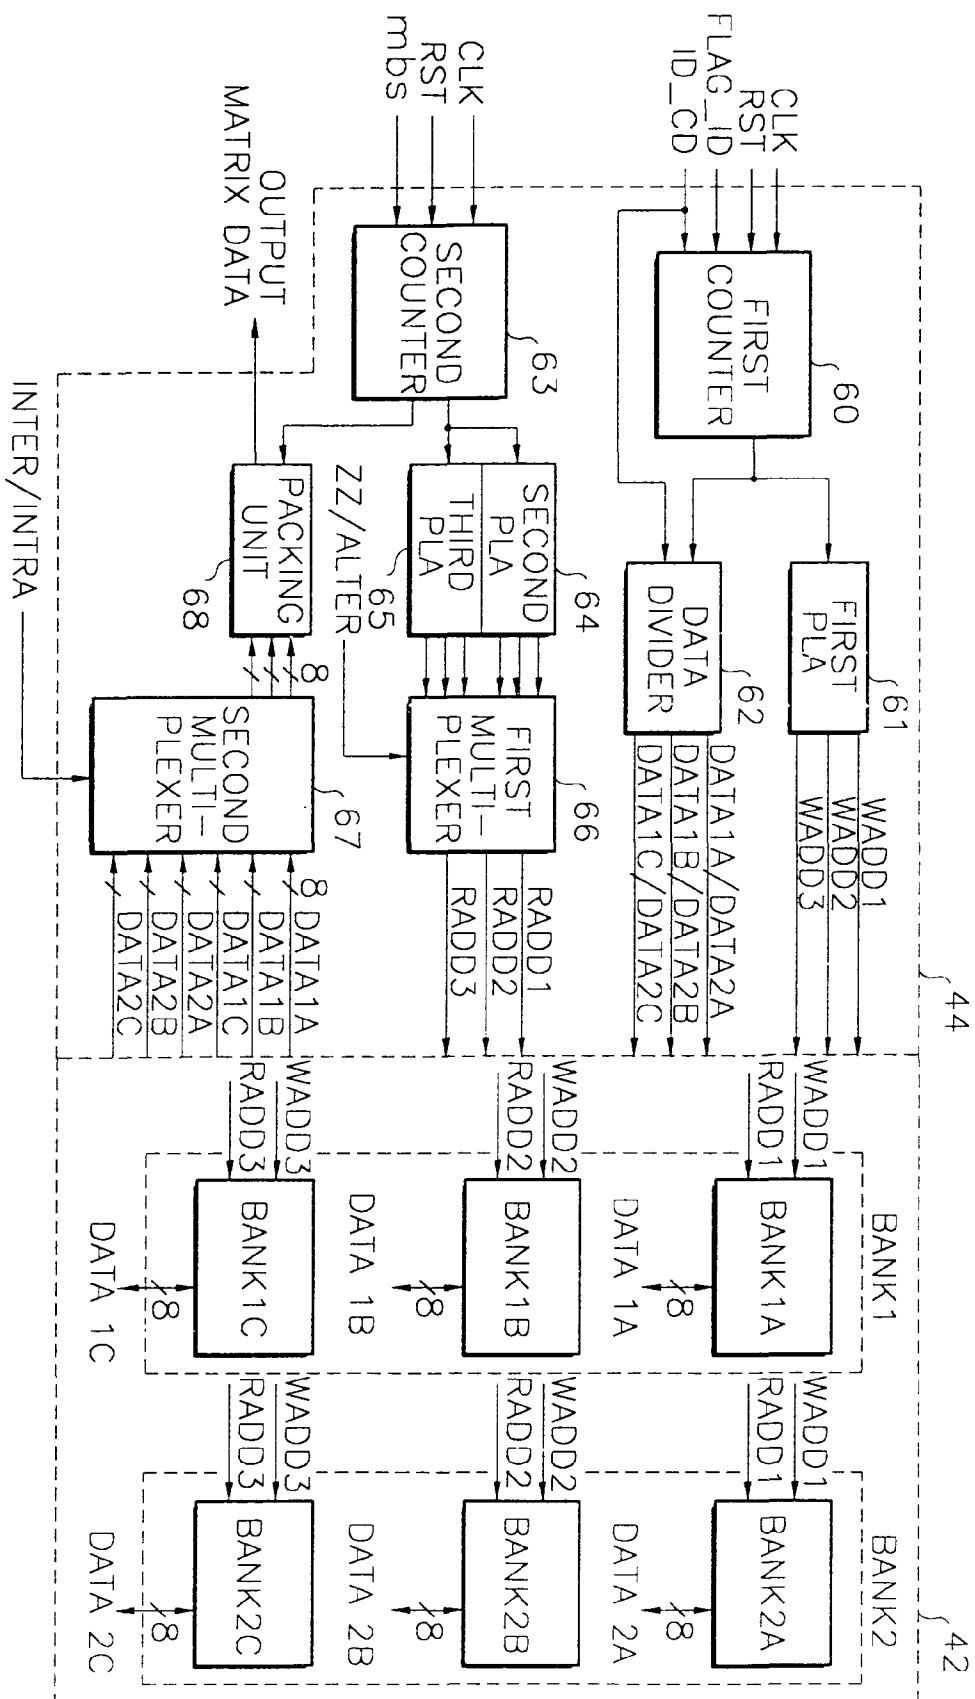 CLK
RST
FLAG_ID
ID_CD
FIRST
COUNTER
60
FIRST
PLA
61
WADD1
WADD2
WADD3
DATA
DIVIDER
62
DATA1A/DATA2A
DATA1B/DATA2B
DATA1C/DATA2C
44
CLK
RST
mbs
SECOND
COUNTER
63
SECOND
PLA
64
THIRD
PLA
65
ZZ/ALTER
FIRST
MULTI-
PLEXER
66
RADD1
RADD2
RADD3
OUTPUT
MATRIX DATA
PACKING
UNIT
68
8
INTER/INTRA
SECOND
MULTI-
PLEXER
67
8
DATA1A
DATA1B
DATA1C
DATA2A
DATA2B
DATA2C
BANK1
WADD1
RADD1
BANK1A
8
DATA 1A
WADD2
RADD2
BANK1B
8
DATA 1B
WADD3
RADD3
BANK1C
8
DATA 1C
BANK2
42
WADD1
RADD1
BANK2A
8
DATA 2A
WADD2
RADD2
BANK2B
8
DATA 2B
WADD3
RADD3
BANK2C
8
DATA 2C